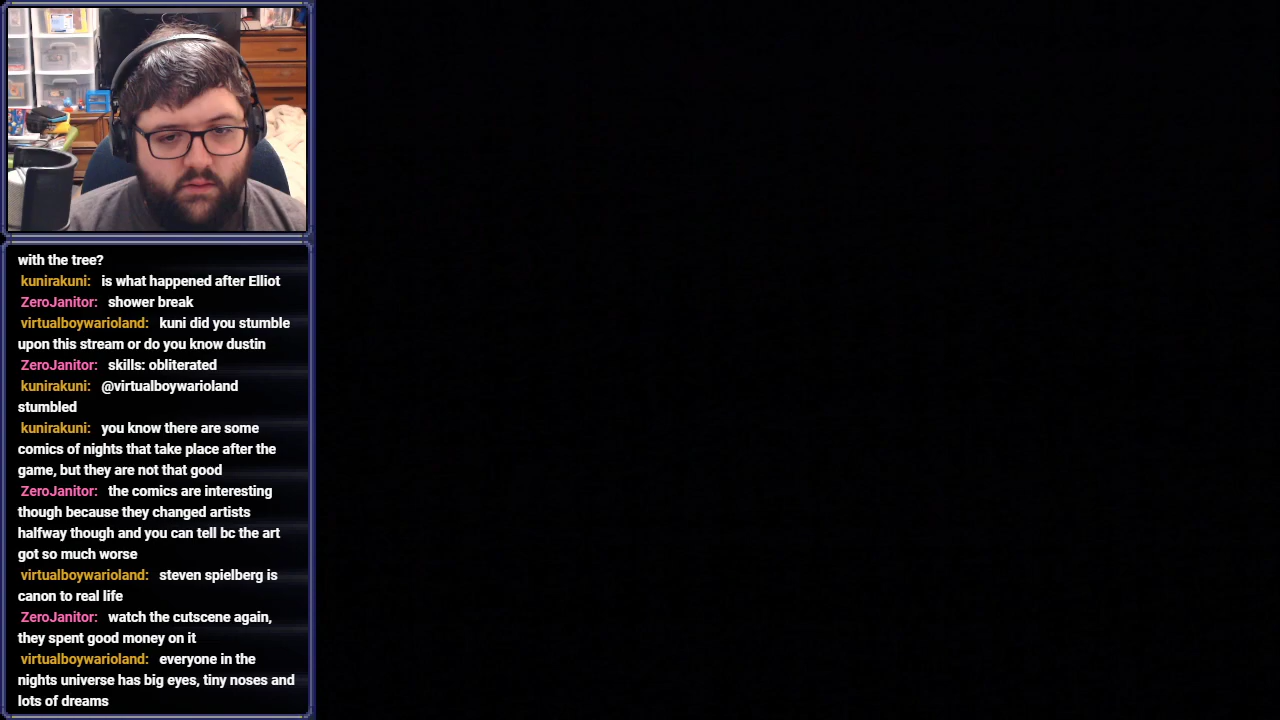 with the tree?
kunirakuni: is what happened after Elliot
ZeroJanitor: shower break
virtualboywarioland: kuni did you stumble
upon this stream or do you know dustin
ZeroJanitor: skills: obliterated
kunirakuni: @virtualboywarioland
stumbled
kunirakuni: you know there are some
comics of nights that take place after the
game, but they are not that good
ZeroJanitor: the comics are interesting
though because they changed artists
halfway though and you can tell bc the art
got so much worse
virtualboywarioland: steven spielberg is
canon to real life
ZeroJanitor: watch the cutscene again,
they spent good money on it
virtualboywarioland: everyone in the
nights universe has big eyes, tiny noses and
lots of dreams